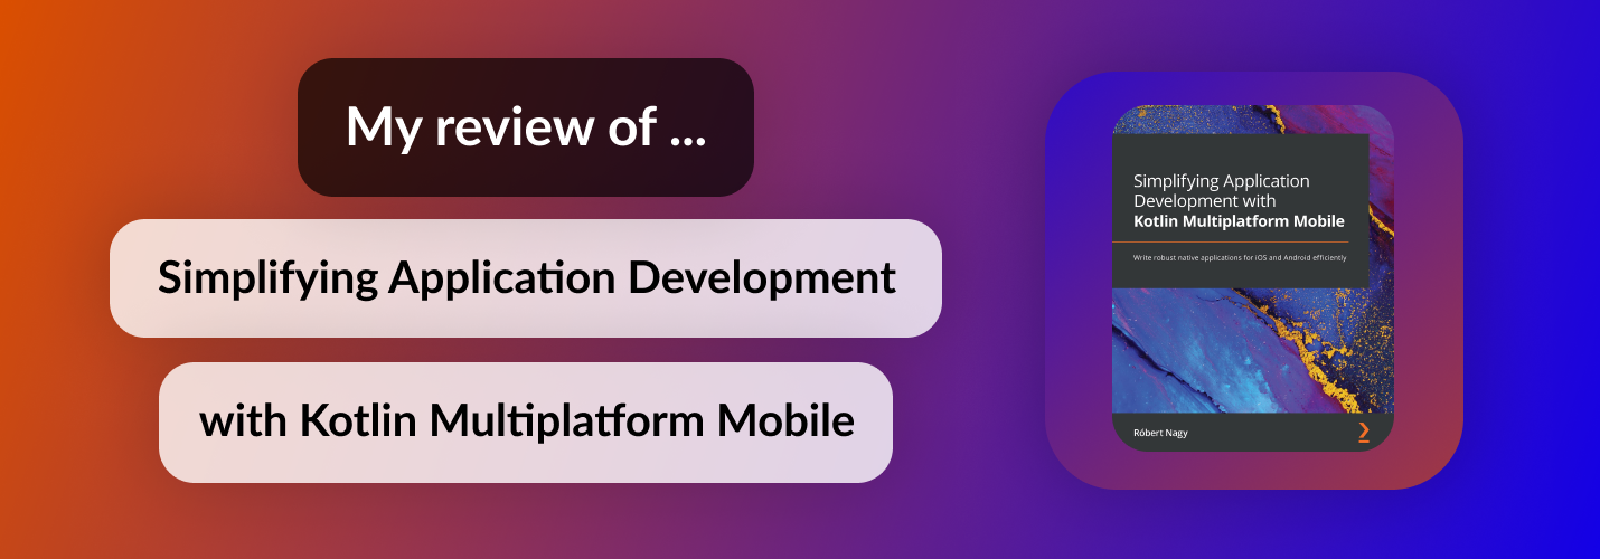 My review of ...
Simplifying Application Development
with Kotlin Multiplatform Mobile
Simplifying Application
Development with
Kotlin Multiplatform Mobile
Write robust native applications for iOS and Android efficiently
Róbert Nagy